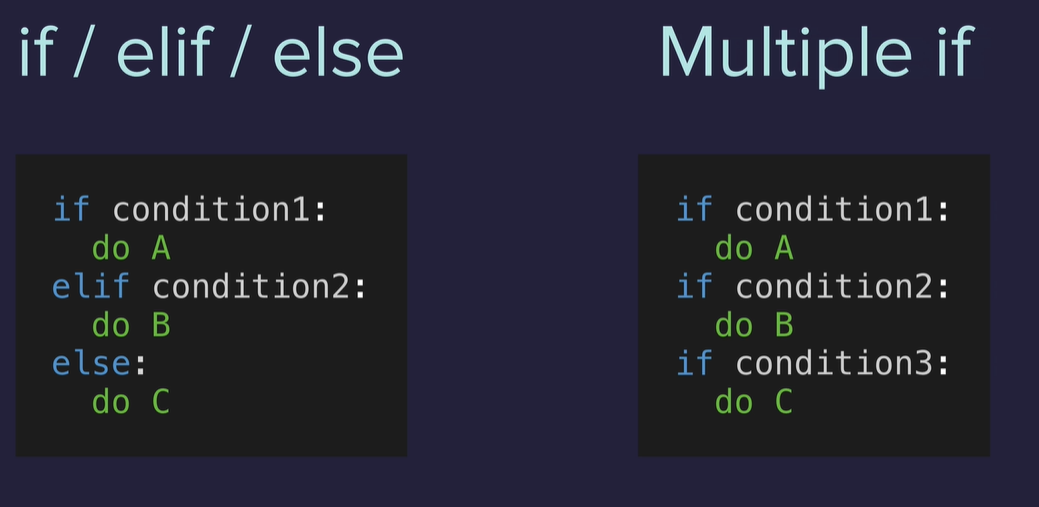 if / elif / else
if condition1:
  do A
elif condition2:
  do B
else:
  do C
Multiple if
if condition1:
  do A
if condition2:
  do B
if condition3:
  do C